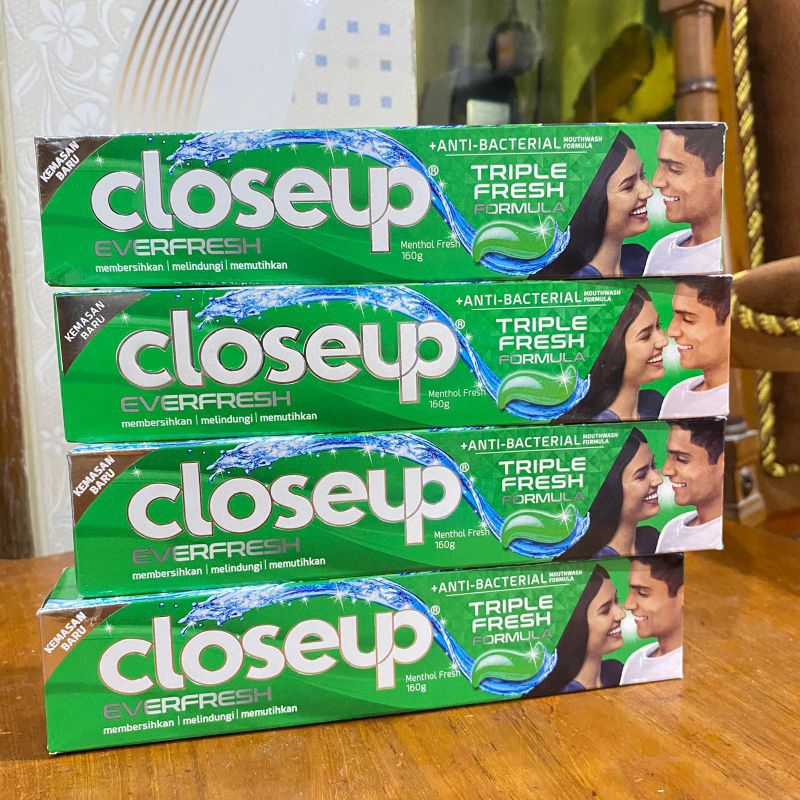 KEMASAN
BARU
closeup®
EVERFRESH
membersihkan | melindungi | memutihkan
Menthol Fresh
160g
+ANTI-BACTERIAL MOUTHWASH FORMULA
TRIPLE
FRESH
FORMULA
KEMASAN
BARU
closeup®
EVERFRESH
membersihkan | melindungi | memutihkan
Menthol Fresh
160g
+ANTI-BACTERIAL MOUTHWASH FORMULA
TRIPLE
FRESH
FORMULA
KEMASAN
BARU
closeup®
EVERFRESH
membersihkan | melindungi | memutihkan
Menthol Fresh
160g
+ANTI-BACTERIAL MOUTHWASH FORMULA
TRIPLE
FRESH
FORMULA
KEMASAN
BARU
closeup®
EVERFRESH
membersihkan | melindungi | memutihkan
Menthol Fresh
160g
+ANTI-BACTERIAL MOUTHWASH FORMULA
TRIPLE
FRESH
FORMULA